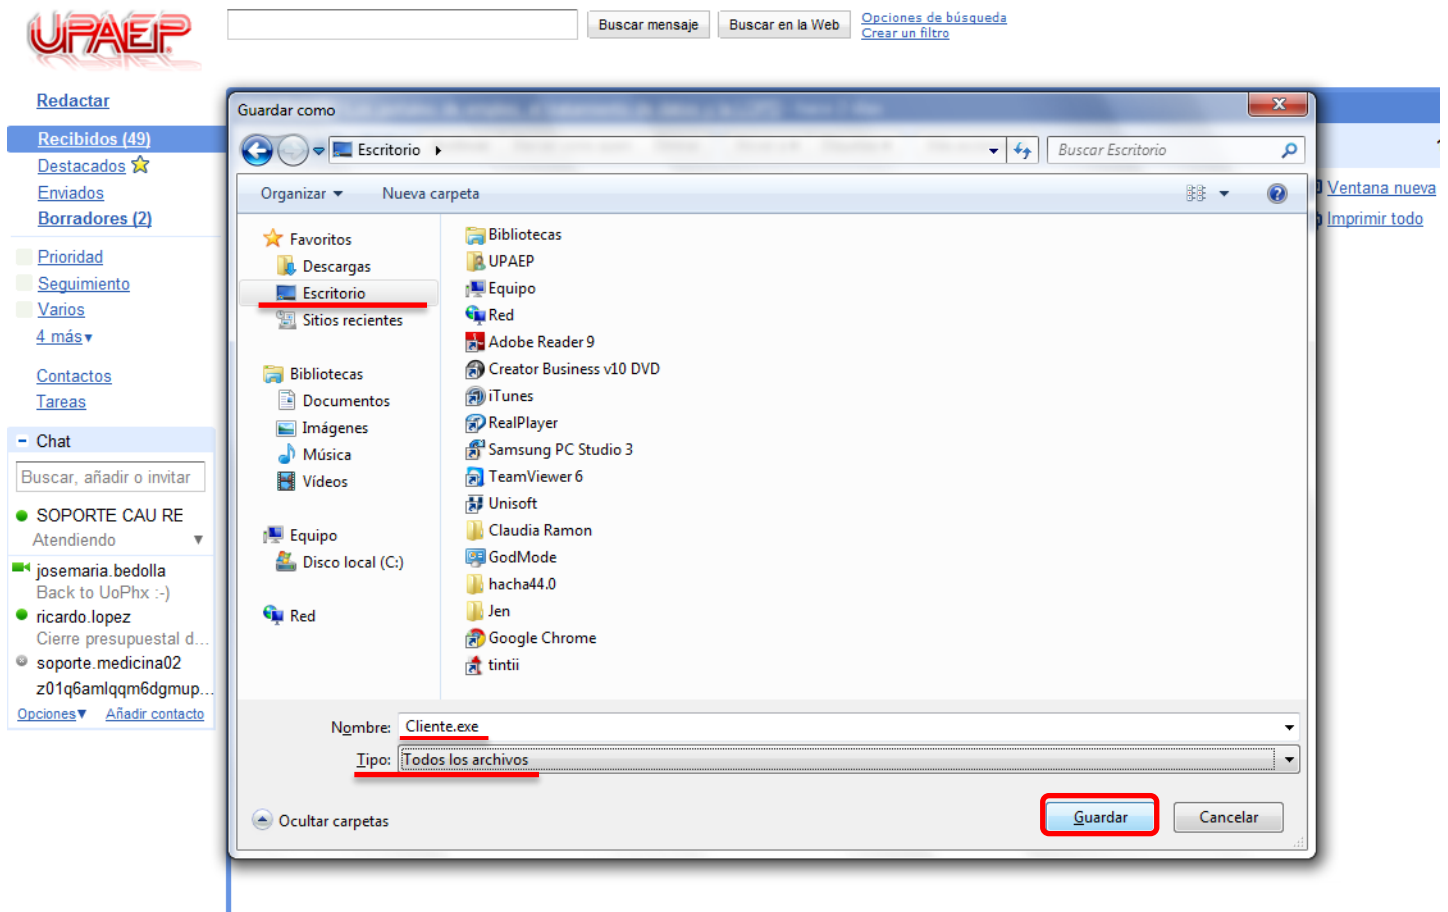 UPAEP
Buscar mensaje
Buscar en la Web
Opciones de búsqueda
Crear un filtro
Redactar
Recibidos (49)
Destacados
Enviados
Borradores (2)
Prioridad
Seguimiento
Varios
4 más▾
Contactos
Tareas
Chat
Buscar, añadir o invitar
SOPORTE CAU RE
Atendiendo
josemaria.bedolla
Back to UoPhx :-)
ricardo.lopez
Cierre presupuestal d...
soporte.medicina02
z01q6amlqqm6dgmup...
Opciones▼
Añadir contacto
Guardar como
Escritorio
Buscar Escritorio
Organizar
Nueva carpeta
Favoritos
Descargas
Escritorio
Sitios recientes
Bibliotecas
Documentos
Imágenes
Música
Vídeos
Equipo
Disco local (C:)
Red
Bibliotecas
UPAEP
Equipo
Red
Adobe Reader 9
Creator Business v10 DVD
iTunes
RealPlayer
Samsung PC Studio 3
TeamViewer 6
Unisoft
Claudia Ramon
GodMode
hacha44.0
Jen
Google Chrome
tintii
Nombre: Cliente.exe
Tipo: Todos los archivos
Ocultar carpetas
Guardar
Cancelar
Ventana nueva
Imprimir todo